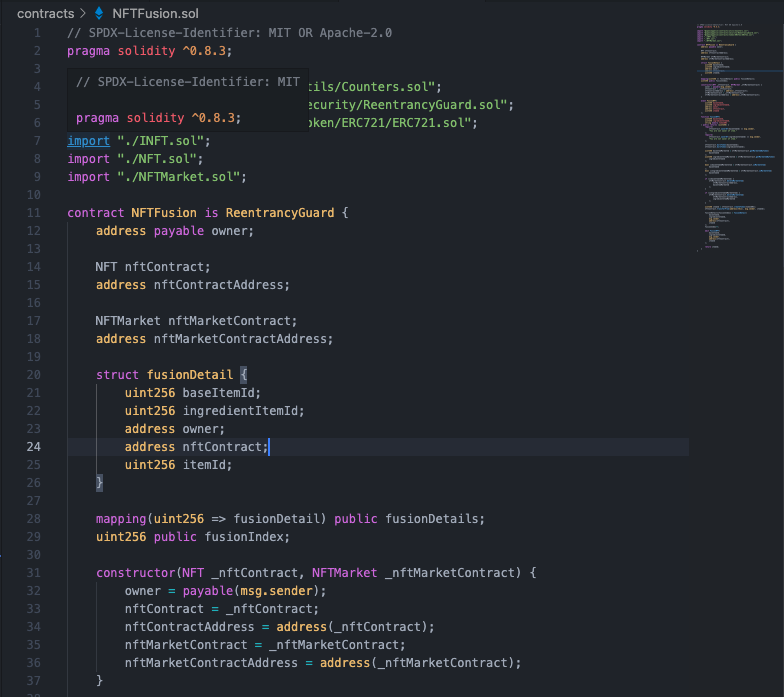 contracts > NFTFusion.sol
1 // SPDX-License-Identifier: MIT OR Apache-2.0
2 pragma solidity ^0.8.3;
3
// SPDX-License-Identifier: MIT
4 tils/Counters.sol";
5 ecurity/ReentrancyGuard.sol";
pragma solidity ^0.8.3;
6 oken/ERC721/ERC721.sol";
7 import "./INFT.sol";
8 import "./NFT.sol";
9 import "./NFTMarket.sol";
10
11 contract NFTFusion is ReentrancyGuard {
12 address payable owner;
13
14 NFT nftContract;
15 address nftContractAddress;
16
17 NFTMarket nftMarketContract;
18 address nftMarketContractAddress;
19
20 struct fusionDetail {
21 uint256 baseItemId;
22 uint256 ingredientItemId;
23 address owner;
24 address nftContract;
25 uint256 itemId;
26 }
27
28 mapping(uint256 => fusionDetail) public fusionDetails;
29 uint256 public fusionIndex;
30
31 constructor(NFT _nftContract, NFTMarket _nftMarketContract) {
32 owner = payable(msg.sender);
33 nftContract = _nftContract;
34 nftContractAddress = address(_nftContract);
35 nftMarketContract = _nftMarketContract;
36 nftMarketContractAddress = address(_nftMarketContract);
37 }